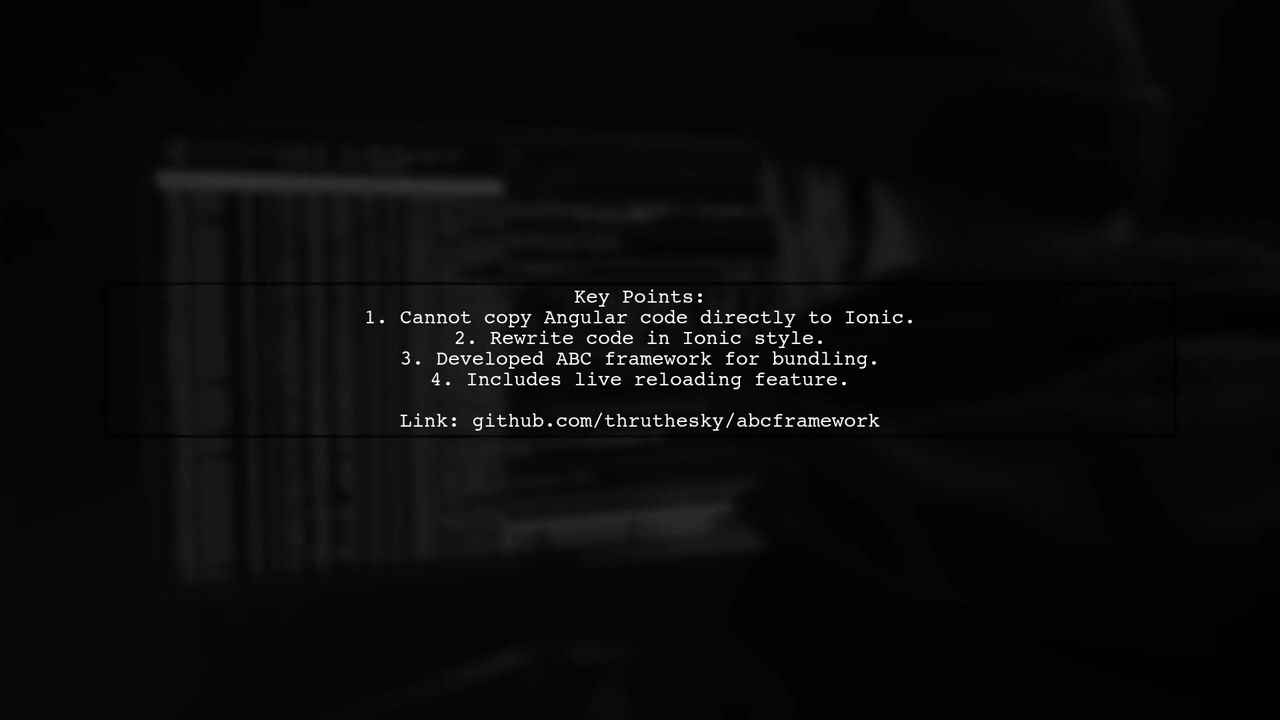 Key Points:
1. Cannot copy Angular code directly to Ionic.
2. Rewrite code in Ionic style.
3. Developed ABC framework for bundling.
4. Includes live reloading feature.
Link: github.com/thruthesky/abcframework